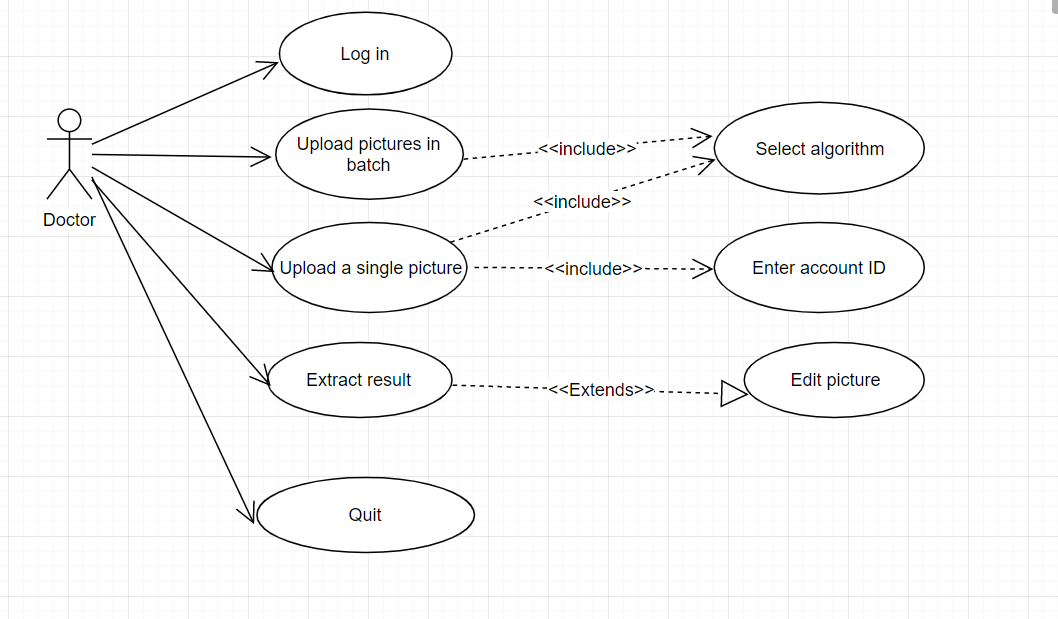 Log in
Upload pictures in
batch
<<include>>
Select algorithm
<<include>>
Doctor
Upload a single picture
<<include>>
Enter account ID
Extract result
<<Extends>>
Edit picture
Quit